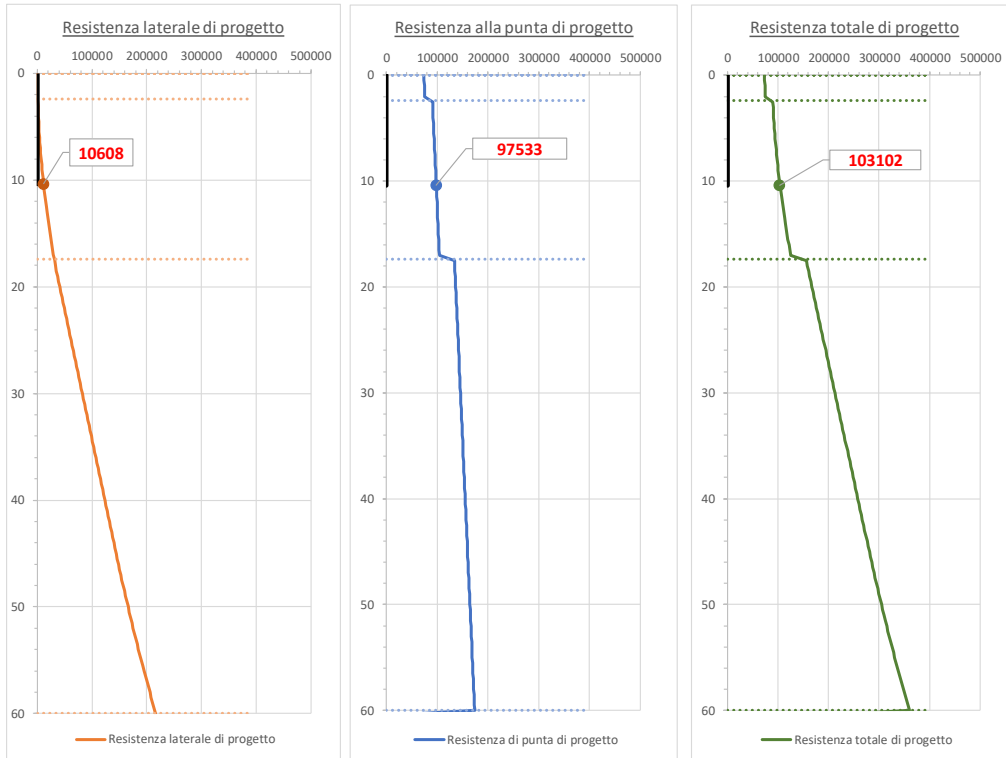 Resistenza laterale di progetto
0 100000 200000 300000 400000 500000
0
10
20
30
40
50
60
10608
Resistenza laterale di progetto
Resistenza alla punta di progetto
0 100000 200000 300000 400000 500000
0
10
20
30
40
50
60
97533
Resistenza di punta di progetto
Resistenza totale di progetto
0 100000 200000 300000 400000 500000
0
10
20
30
40
50
60
103102
Resistenza totale di progetto